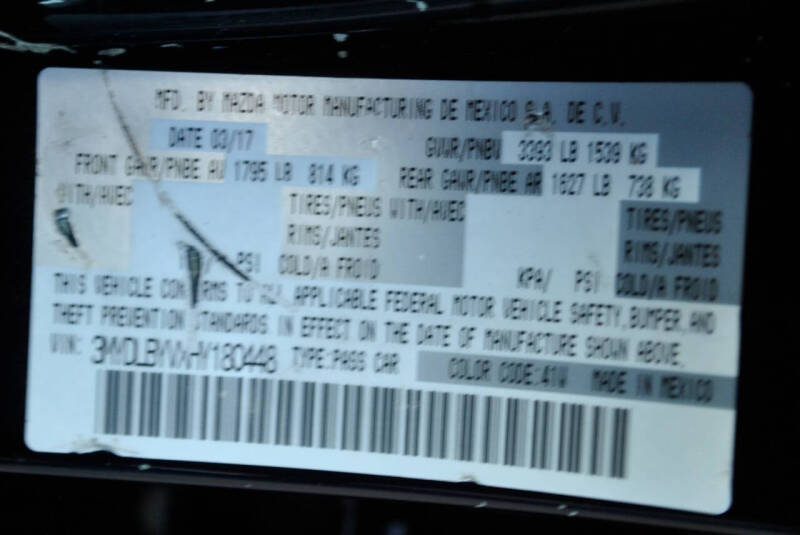 MFD. BY MAZDA MOTOR MANUFACTURING DE MEXICO S.A. DE C.V.
DATE 03/17 GVWR/PNBV 3393 LB 1539 KG
FRONT GAWR/PNBE AV 1795 LB 814 KG REAR GAWR/PNBE AR 1627 LB 738 KG
WITH/AVEC TIRES/PNEUS WITH/AVEC TIRES/PNEUS
RIMS/JANTES RIMS/JANTES
PSI COLD/A FROID KPA/ PSI COLD/A FROID
THIS VEHICLE CONFORMS TO ALL APPLICABLE FEDERAL MOTOR VEHICLE SAFETY, BUMPER, AND
THEFT PREVENTION STANDARDS IN EFFECT ON THE DATE OF MANUFACTURE SHOWN ABOVE.
VIN: TYPE:PASS CAR COLOR CODE:41W MADE IN MEXICO